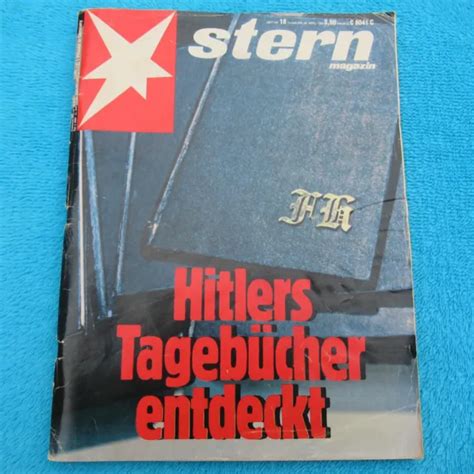 stern
magazin
FH
Hitlers
Tagebücher
entdeckt